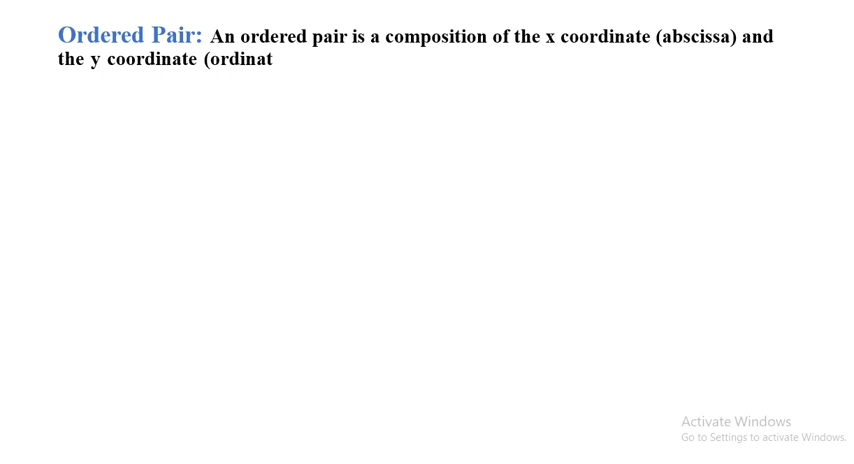 Ordered Pair: An ordered pair is a composition of the x coordinate (abscissa) and
the y coordinate (ordinat
Activate Windows
Go to Settings to activate Windows.